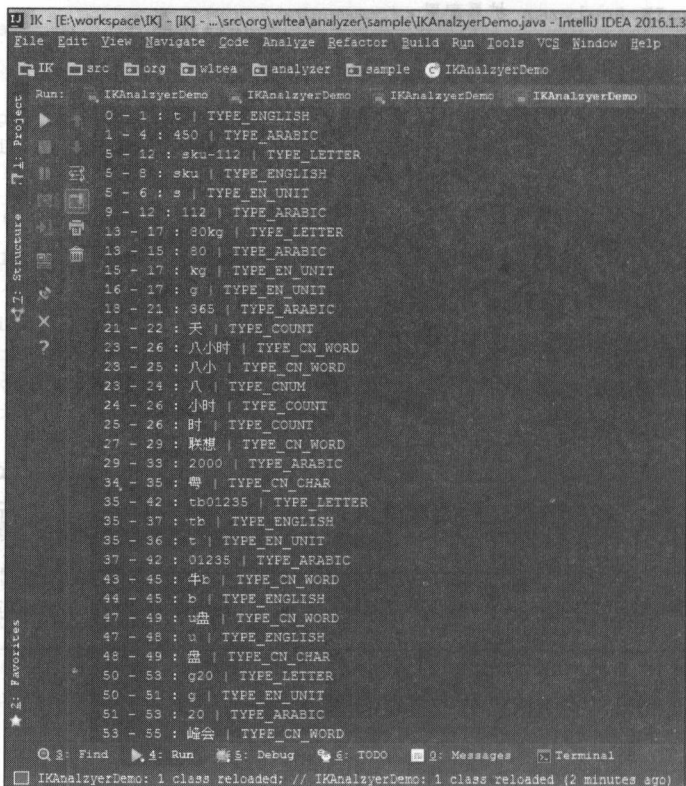 IK - [E:\workspace\IK] - [IK] - ...\src\org\wltea\analyzer\sample\IKAnalzyerDemo.java - IntelliJ IDEA 2016.1.3
File Edit View Navigate Code Analyze Refactor Build Run Tools VCS Window Help
IK src org wltea analyzer sample IKAnalzyerDemo
Run: IKAnalzyerDemo IKAnalzyerDemo IKAnalzyerDemo IKAnalzyerDemo
1: Project
0 - 1 : t | TYPE_ENGLISH
1 - 4 : 450 | TYPE_ARABIC
5 - 12 : sku-112 | TYPE_LETTER
5 - 8 : sku | TYPE_ENGLISH
5 - 6 : s | TYPE_EN_UNIT
9 - 12 : 112 | TYPE_ARABIC
7: Structure
13 - 17 : 80kg | TYPE_LETTER
13 - 15 : 80 | TYPE_ARABIC
15 - 17 : kg | TYPE_EN_UNIT
16 - 17 : g | TYPE_EN_UNIT
18 - 21 : 365 | TYPE_ARABIC
21 - 22 : 天 | TYPE_COUNT
23 - 26 : 八小时 | TYPE_CN_WORD
23 - 25 : 八小 | TYPE_CN_WORD
23 - 24 : 八 | TYPE_CNUM
24 - 26 : 小时 | TYPE_COUNT
25 - 26 : 时 | TYPE_COUNT
27 - 29 : 联想 | TYPE_CN_WORD
29 - 33 : 2000 | TYPE_ARABIC
34 - 35 : 粤 | TYPE_CN_CHAR
35 - 42 : tb01235 | TYPE_LETTER
35 - 37 : tb | TYPE_ENGLISH
35 - 36 : t | TYPE_EN_UNIT
37 - 42 : 01235 | TYPE_ARABIC
43 - 45 : 牛b | TYPE_CN_WORD
44 - 45 : b | TYPE_ENGLISH
47 - 49 : u盘 | TYPE_CN_WORD
47 - 48 : u | TYPE_ENGLISH
48 - 49 : 盘 | TYPE_CN_CHAR
50 - 53 : g20 | TYPE_LETTER
50 - 51 : g | TYPE_EN_UNIT
51 - 53 : 20 | TYPE_ARABIC
53 - 55 : 峰会 | TYPE_CN_WORD
2: Favorites
3: Find 4: Run 5: Debug 6: TODO 0: Messages Terminal
IKAnalzyerDemo: 1 class reloaded; // IKAnalzyerDemo: 1 class reloaded (2 minutes ago)